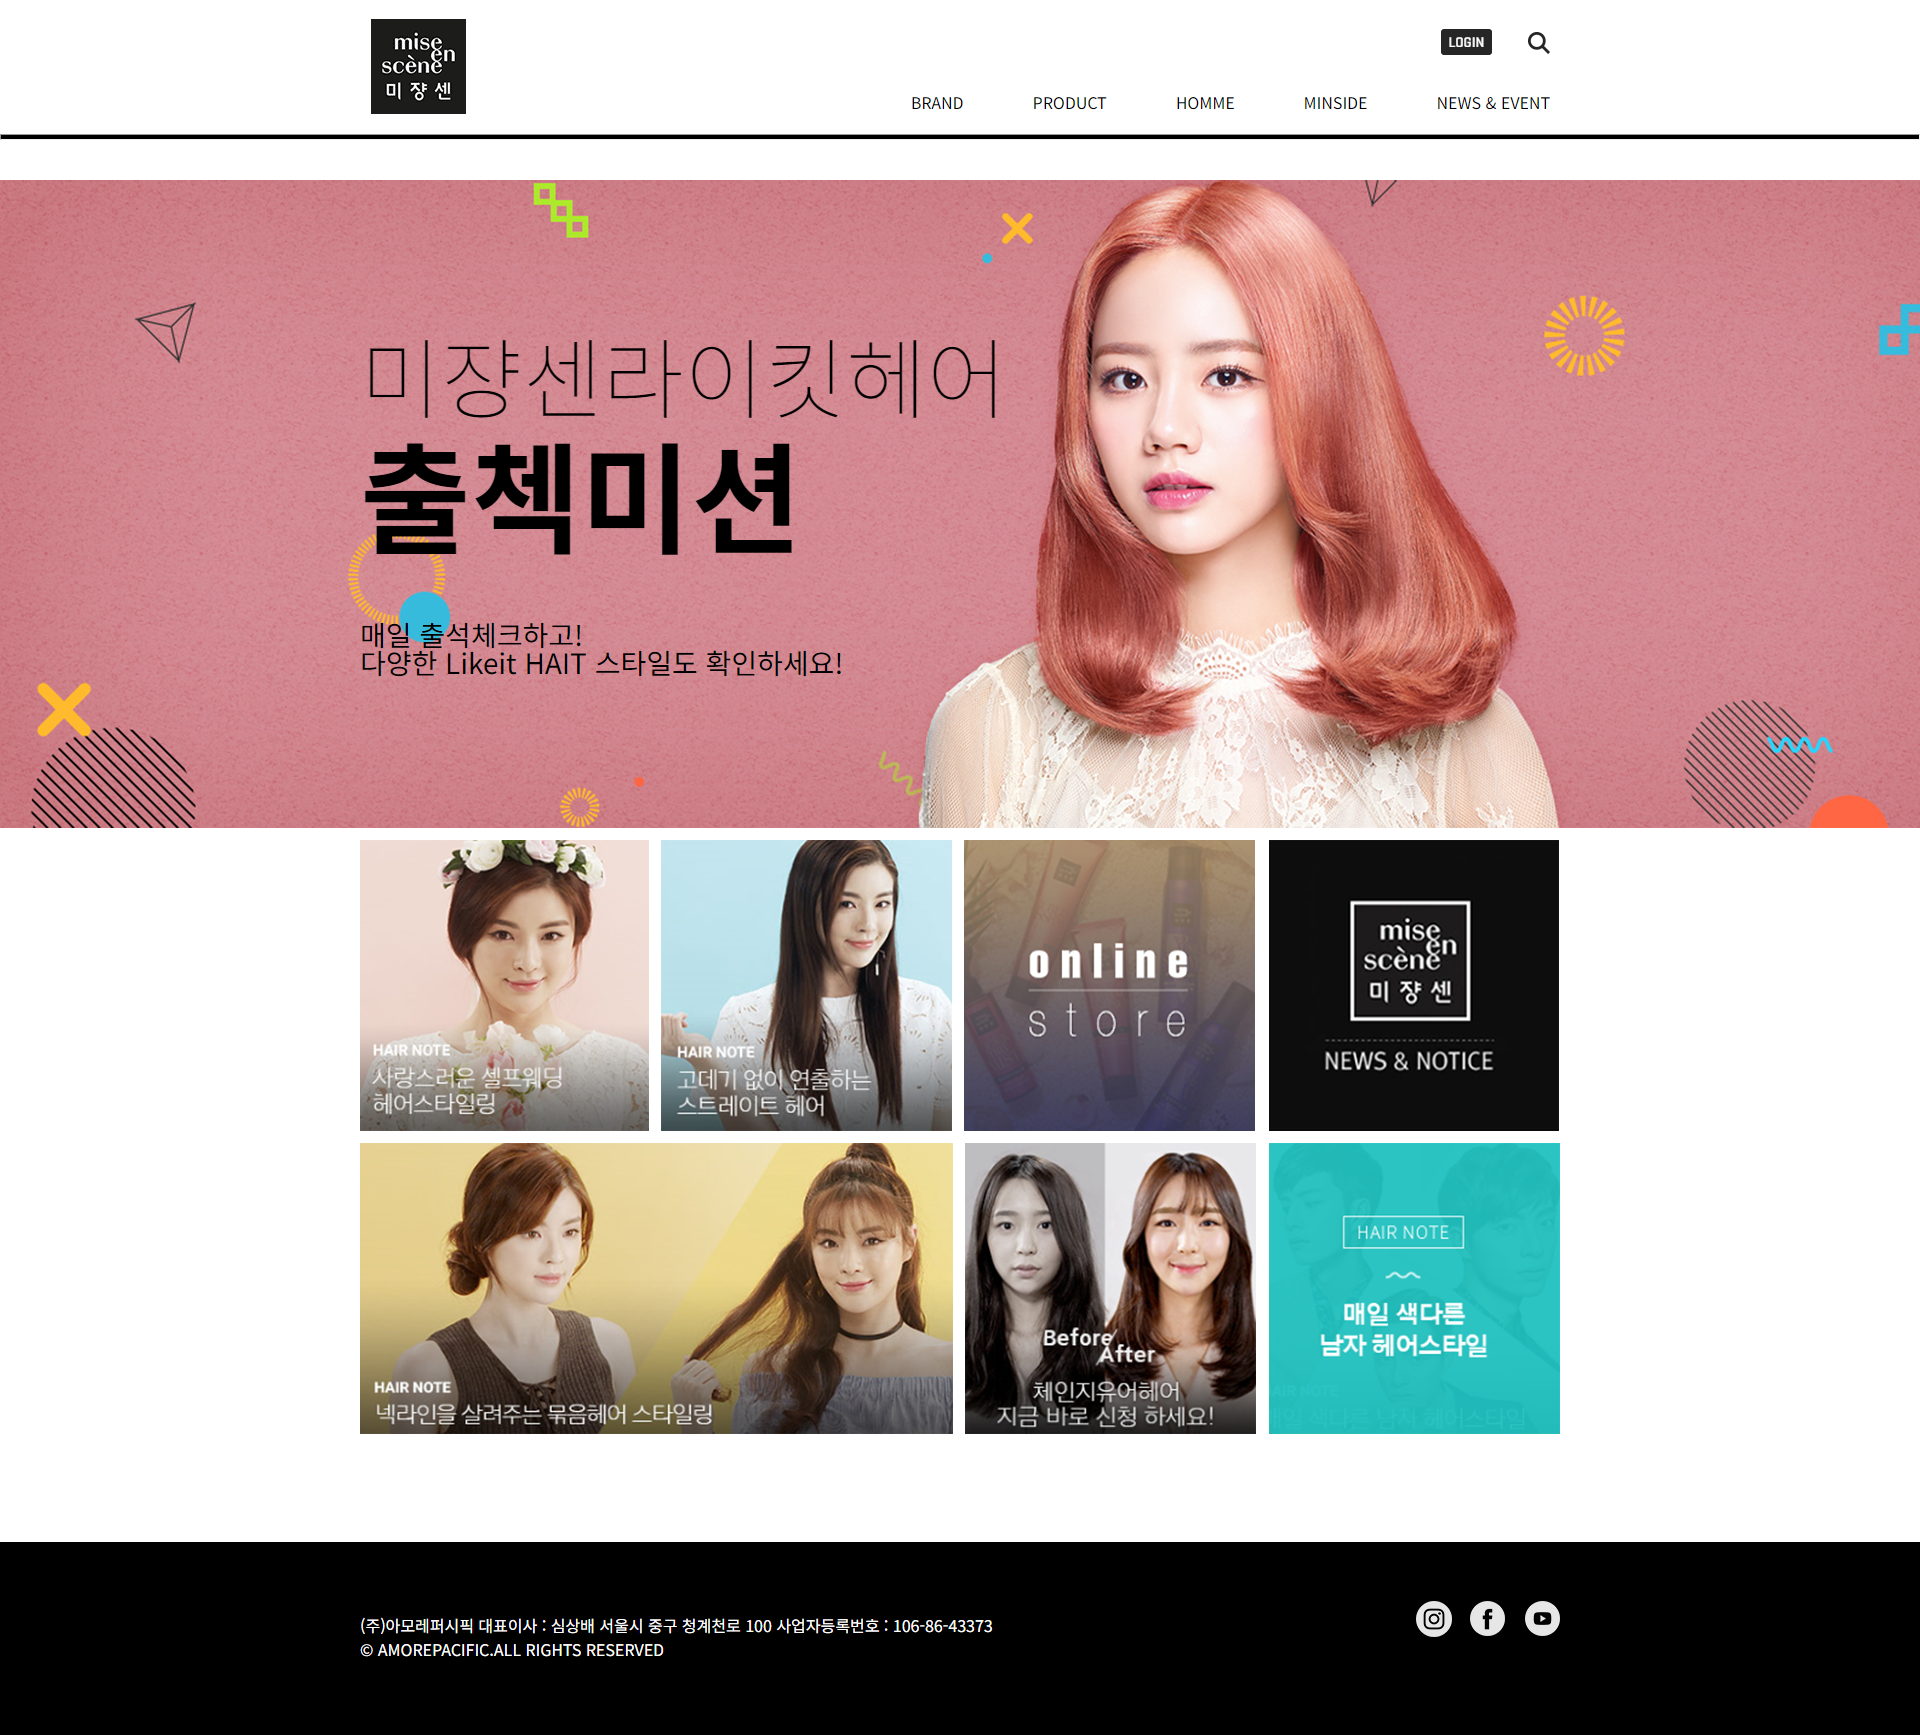 mise
en
scène
미쟝센
LOGIN
BRAND PRODUCT HOMME MINSIDE NEWS & EVENT
미쟝센라이킷헤어
출첵미션
매일 출석체크하고!
다양한 Likeit HAIT 스타일도 확인하세요!
HAIR NOTE
사랑스러운 셀프웨딩
헤어스타일링
HAIR NOTE
고데기 없이 연출하는
스트레이트 헤어
online
store
mise
en
scène
미쟝센
NEWS & NOTICE
HAIR NOTE
넥라인을 살려주는 묶음헤어 스타일링
Before/
After
체인지유어헤어
지금 바로 신청 하세요!
HAIR NOTE
매일 색다른
남자 헤어스타일
HAIR NOTE
남자 헤어스타일
(주)아모레퍼시픽 대표이사 : 심상배 서울시 중구 청계천로 100 사업자등록번호 : 106-86-43373
© AMOREPACIFIC.ALL RIGHTS RESERVED